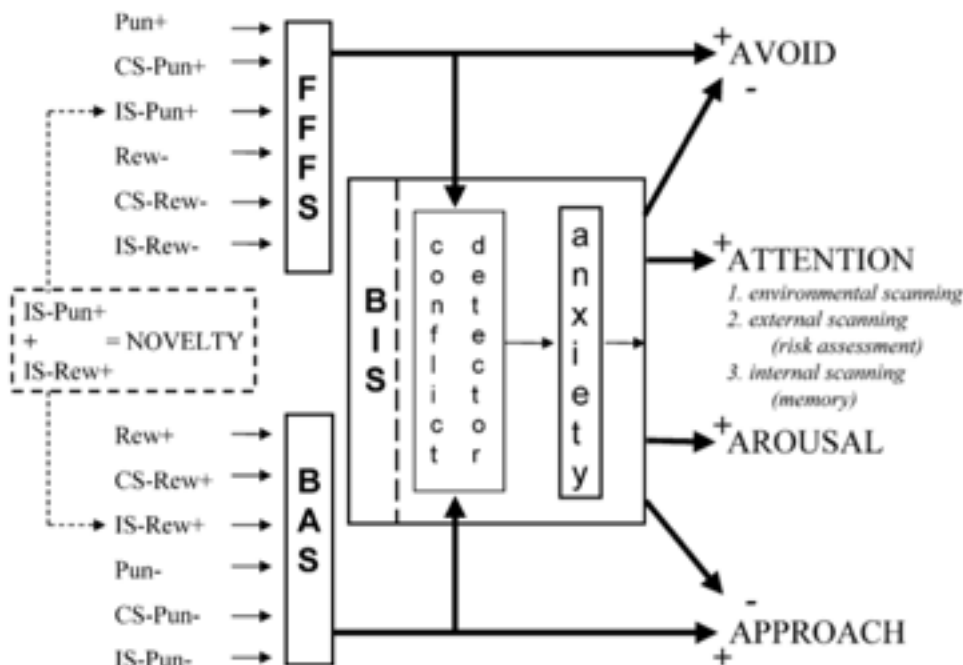 Pun+
CS-Pun+
IS-Pun+
Rew-
CS-Rew-
IS-Rew-
FFFS
IS-Pun+
+ = NOVELTY
IS-Rew+
Rew+
CS-Rew+
IS-Rew+
Pun-
CS-Pun-
IS-Pun-
BAS
BIS
conflict
detector
anxiety
+
AVOID
-
+
ATTENTION
1. environmental scanning
2. external scanning
(risk assessment)
3. internal scanning
(memory)
+
AROUSAL
-
APPROACH
+